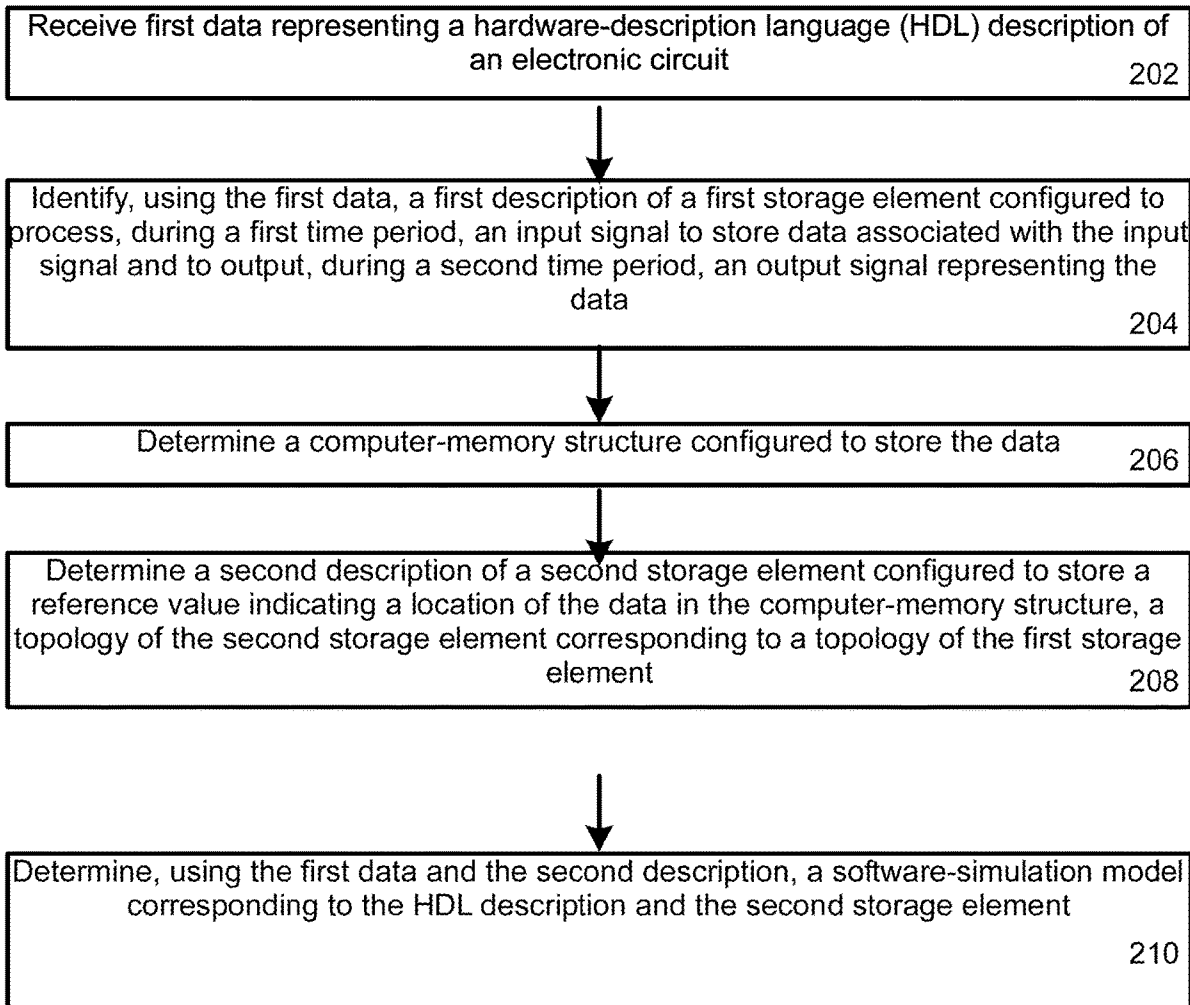 Receive first data representing a hardware-description language (HDL) description of
an electronic circuit
202
Identify, using the first data, a first description of a first storage element configured to
process, during a first time period, an input signal to store data associated with the input
signal and to output, during a second time period, an output signal representing the
data
204
Determine a computer-memory structure configured to store the data
206
Determine a second description of a second storage element configured to store a
reference value indicating a location of the data in the computer-memory structure, a
topology of the second storage element corresponding to a topology of the first storage
element
208
Determine, using the first data and the second description, a software-simulation model
corresponding to the HDL description and the second storage element
210